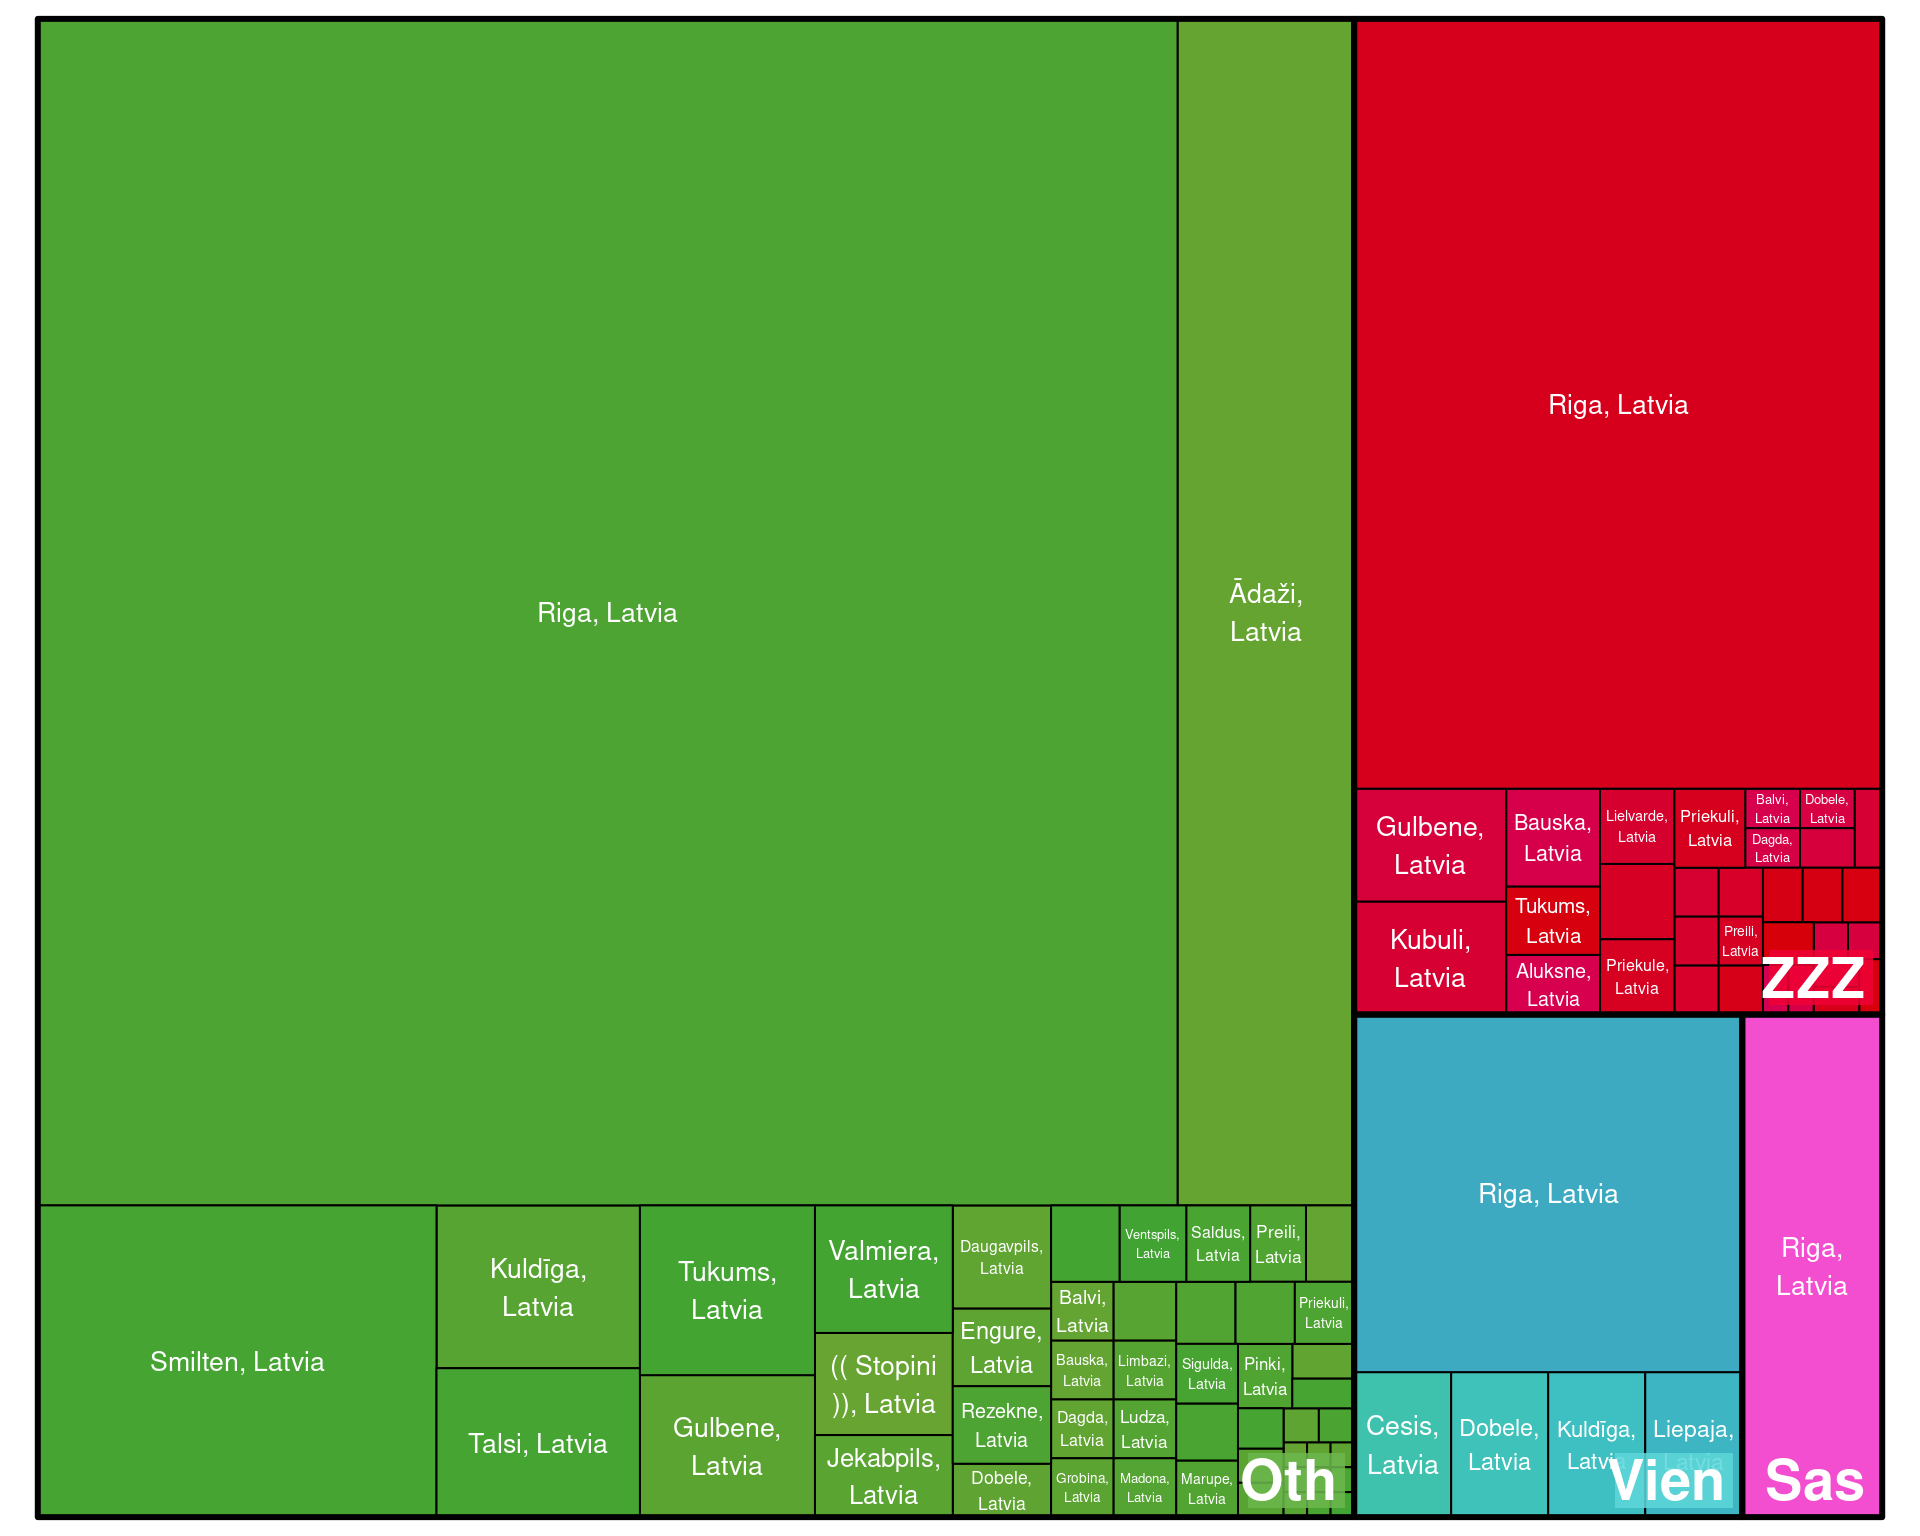 Riga, Latvia
Ādaži,
Latvia
Smilten, Latvia
Kuldīga,
Latvia
Talsi, Latvia
Tukums,
Latvia
Gulbene,
Latvia
Valmiera,
Latvia
(( Stopini
)), Latvia
Jekabpils,
Latvia
Daugavpils,
Latvia
Engure,
Latvia
Rezekne,
Latvia
Dobele,
Latvia
Ventspils,
Latvia
Saldus,
Latvia
Preili,
Latvia
Balvi,
Latvia
Priekuli,
Latvia
Bauska,
Latvia
Limbazi,
Latvia
Sigulda,
Latvia
Pinki,
Latvia
Dagda,
Latvia
Ludza,
Latvia
Grobina,
Latvia
Madona,
Latvia
Marupe,
Latvia
Oth
Riga, Latvia
Gulbene,
Latvia
Kubuli,
Latvia
Bauska,
Latvia
Tukums,
Latvia
Aluksne,
Latvia
Lielvarde,
Latvia
Priekule,
Latvia
Priekuli,
Latvia
Balvi,
Latvia
Dobele,
Latvia
Dagda,
Latvia
Preili,
Latvia
ZZZ
Riga, Latvia
Cesis,
Latvia
Dobele,
Latvia
Kuldīga,
Latvia
Liepaja,
Latvia
Vien
Riga,
Latvia
Sas